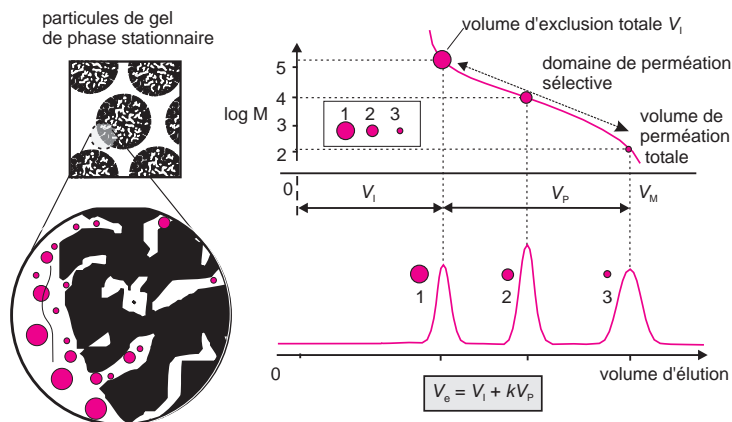 particules de gel
de phase stationnaire
volume d'exclusion totale V_I
domaine de perméation
sélective
volume de
perméation
totale
log M
5
4
3
2
1 2 3
0
V_I
V_P
V_M
1
2
3
0
volume d'élution
V_e = V_I + kV_P